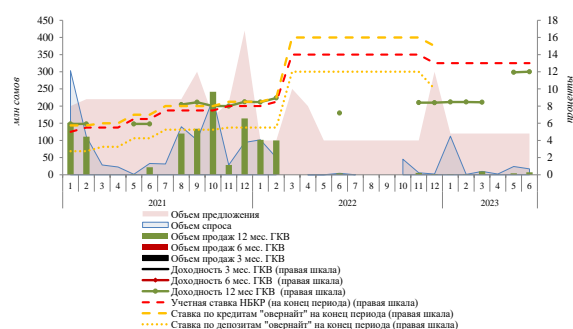 млн сомов
450
400
350
300
250
200
150
100
50
0
18
16
14
12
10
8
6
4
2
0
проценты
1 2 3 4 5 6 7 8 9 10 11 12 1 2 3 4 5 6 7 8 9 10 11 12 1 2 3 4 5 6
2021 2022 2023
Объем предложения
Объем спроса
Объем продаж 12 мес. ГКВ
Объем продаж 6 мес. ГКВ
Объем продаж 3 мес. ГКВ
Доходность 3 мес. ГКВ (правая шкала)
Доходность 6 мес. ГКВ (правая шкала)
Доходность 12 мес ГКВ (правая шкала)
Учетная ставка НБКР (на конец периода) (правая шкала)
Ставка по кредитам "овернайт" на конец периода (правая шкала)
Ставка по депозитам "овернайт" на конец периода (правая шкала)